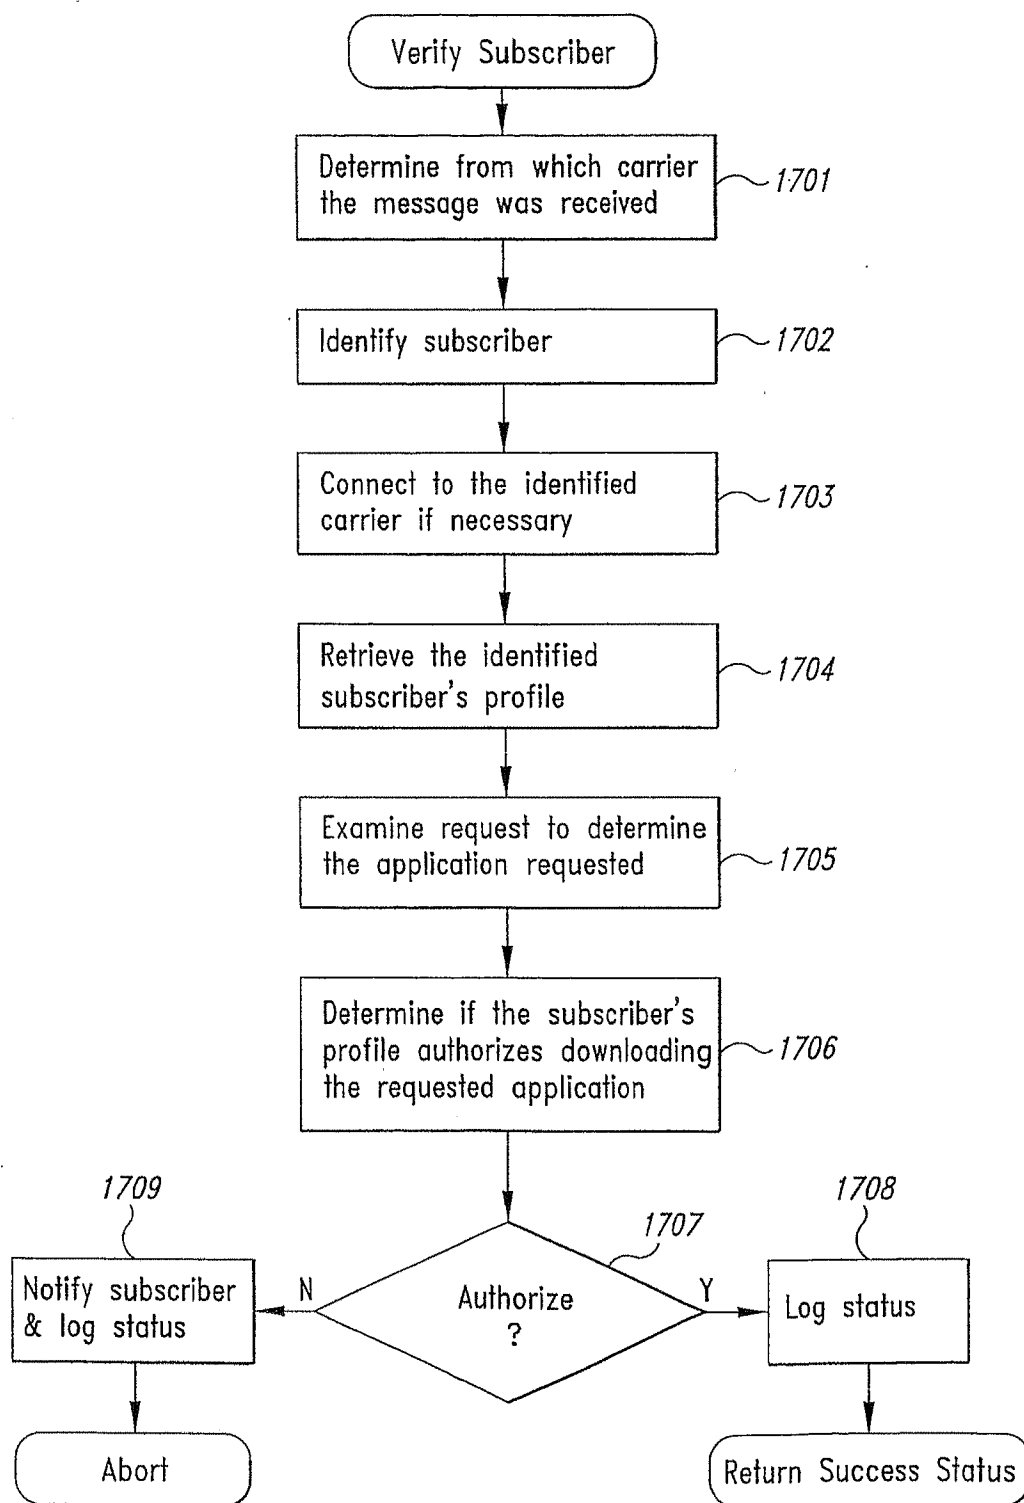 Verify Subscriber
Determine from which carrier
the message was received
1701
Identify subscriber
1702
Connect to the identified
carrier if necessary
1703
Retrieve the identified
subscriber's profile
1704
Examine request to determine
the application requested
1705
Determine if the subscriber's
profile authorizes downloading
the requested application
1706
1709
1708
1707
Notify subscriber
& log status
N
Authorize
?
Y
Log status
Abort
Return Success Status